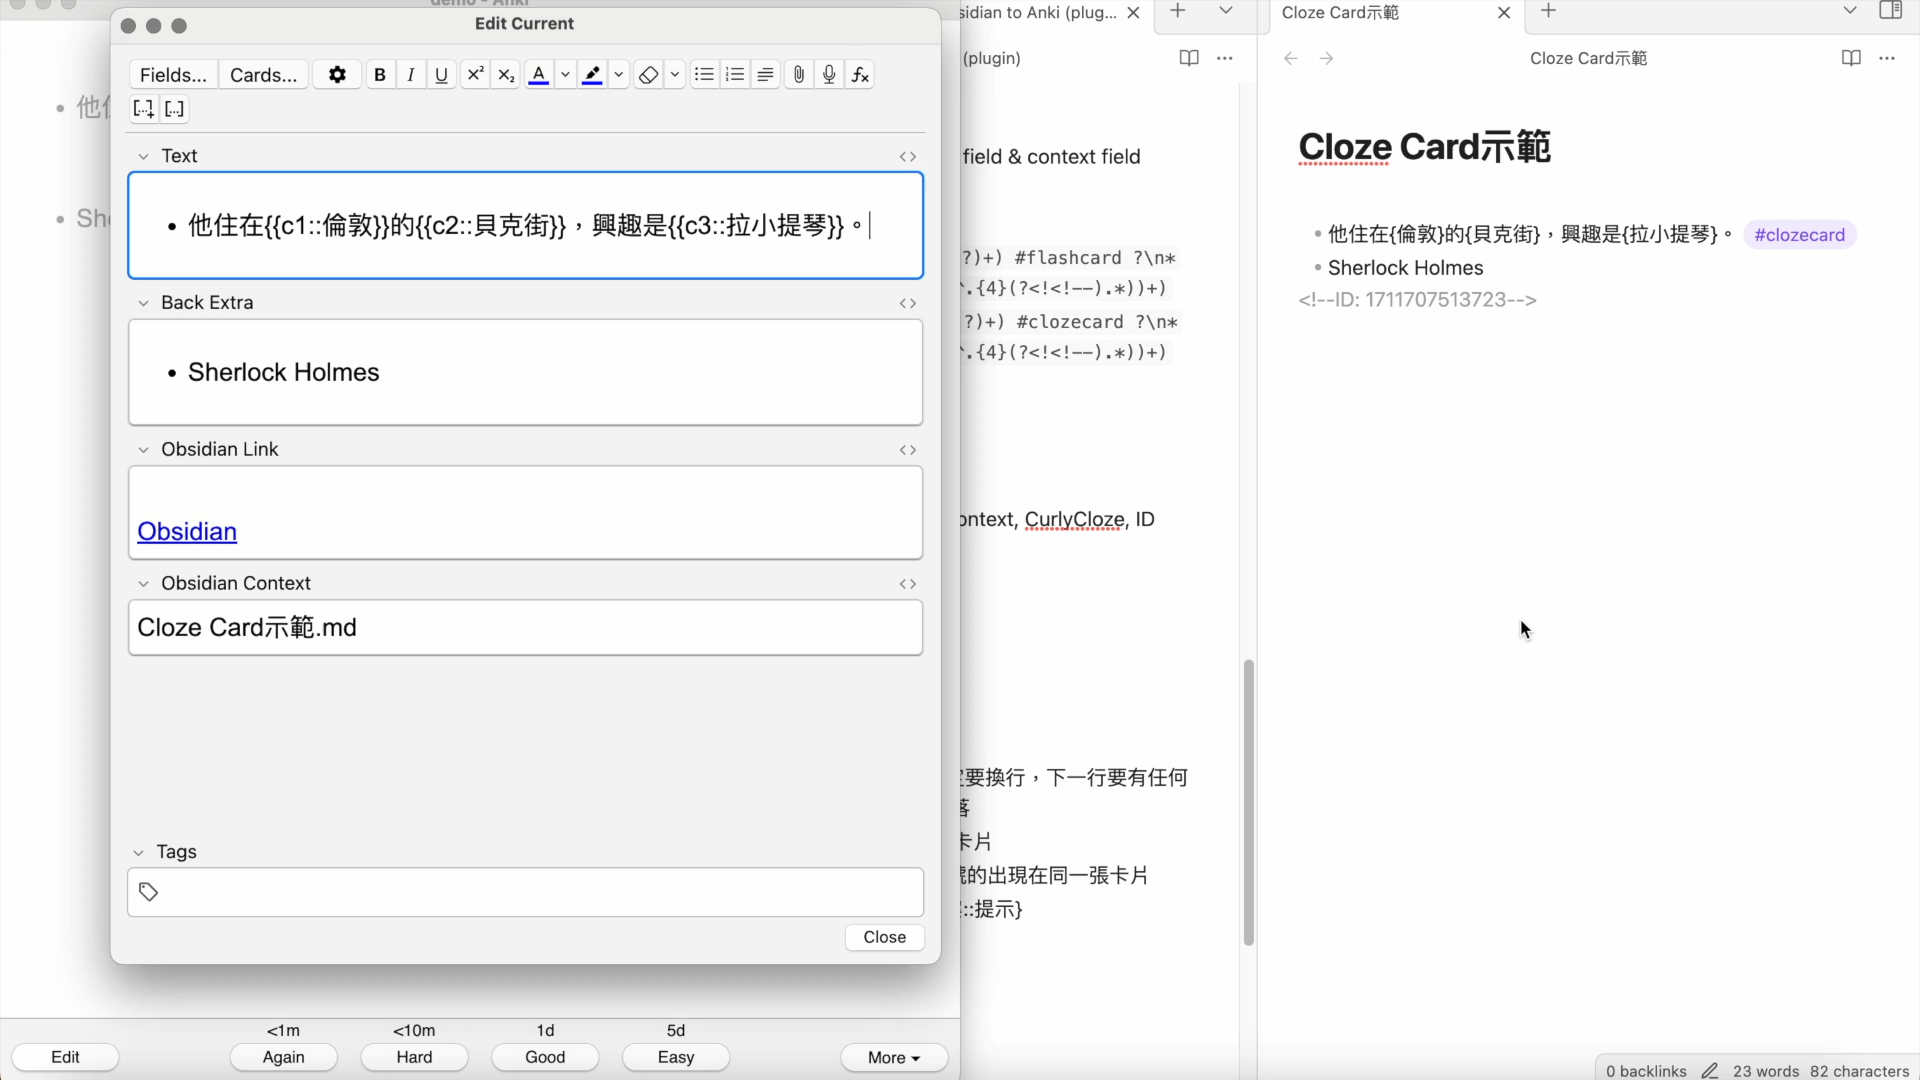 Edit Current
Fields...
Cards...
Text
他住在{{c1::倫敦}}的{{c2::貝克街}}，興趣是{{c3::拉小提琴}}。
Back Extra
Sherlock Holmes
Obsidian Link
Obsidian
Obsidian Context
Cloze Card示範.md
Tags
Close
<1m
<10m
1d
5d
Edit
Again
Hard
Good
Easy
More
sidian to Anki (plug...
(plugin)
field & context field
?)+) #flashcard ?\n*
.{4}(?<!<!--).*))+)
?)+) #clozecard ?\n*
.{4}(?<!<!--).*))+)
ontext, CurlyCloze, ID
要換行，下一行要有任何
落
卡片
號的出現在同一張卡片
::提示}
Cloze Card示範
Cloze Card示範
Cloze Card示範
他住在{倫敦}的{貝克街}，興趣是{拉小提琴}。 #clozecard
Sherlock Holmes
<!--ID: 1711707513723-->
0 backlinks
23 words
82 characters